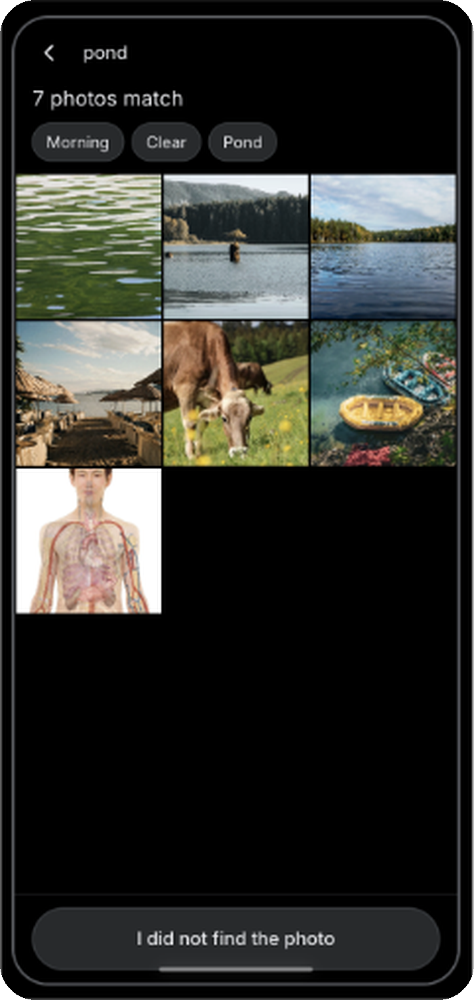 pond
7 photos match
Morning
Clear
Pond
I did not find the photo